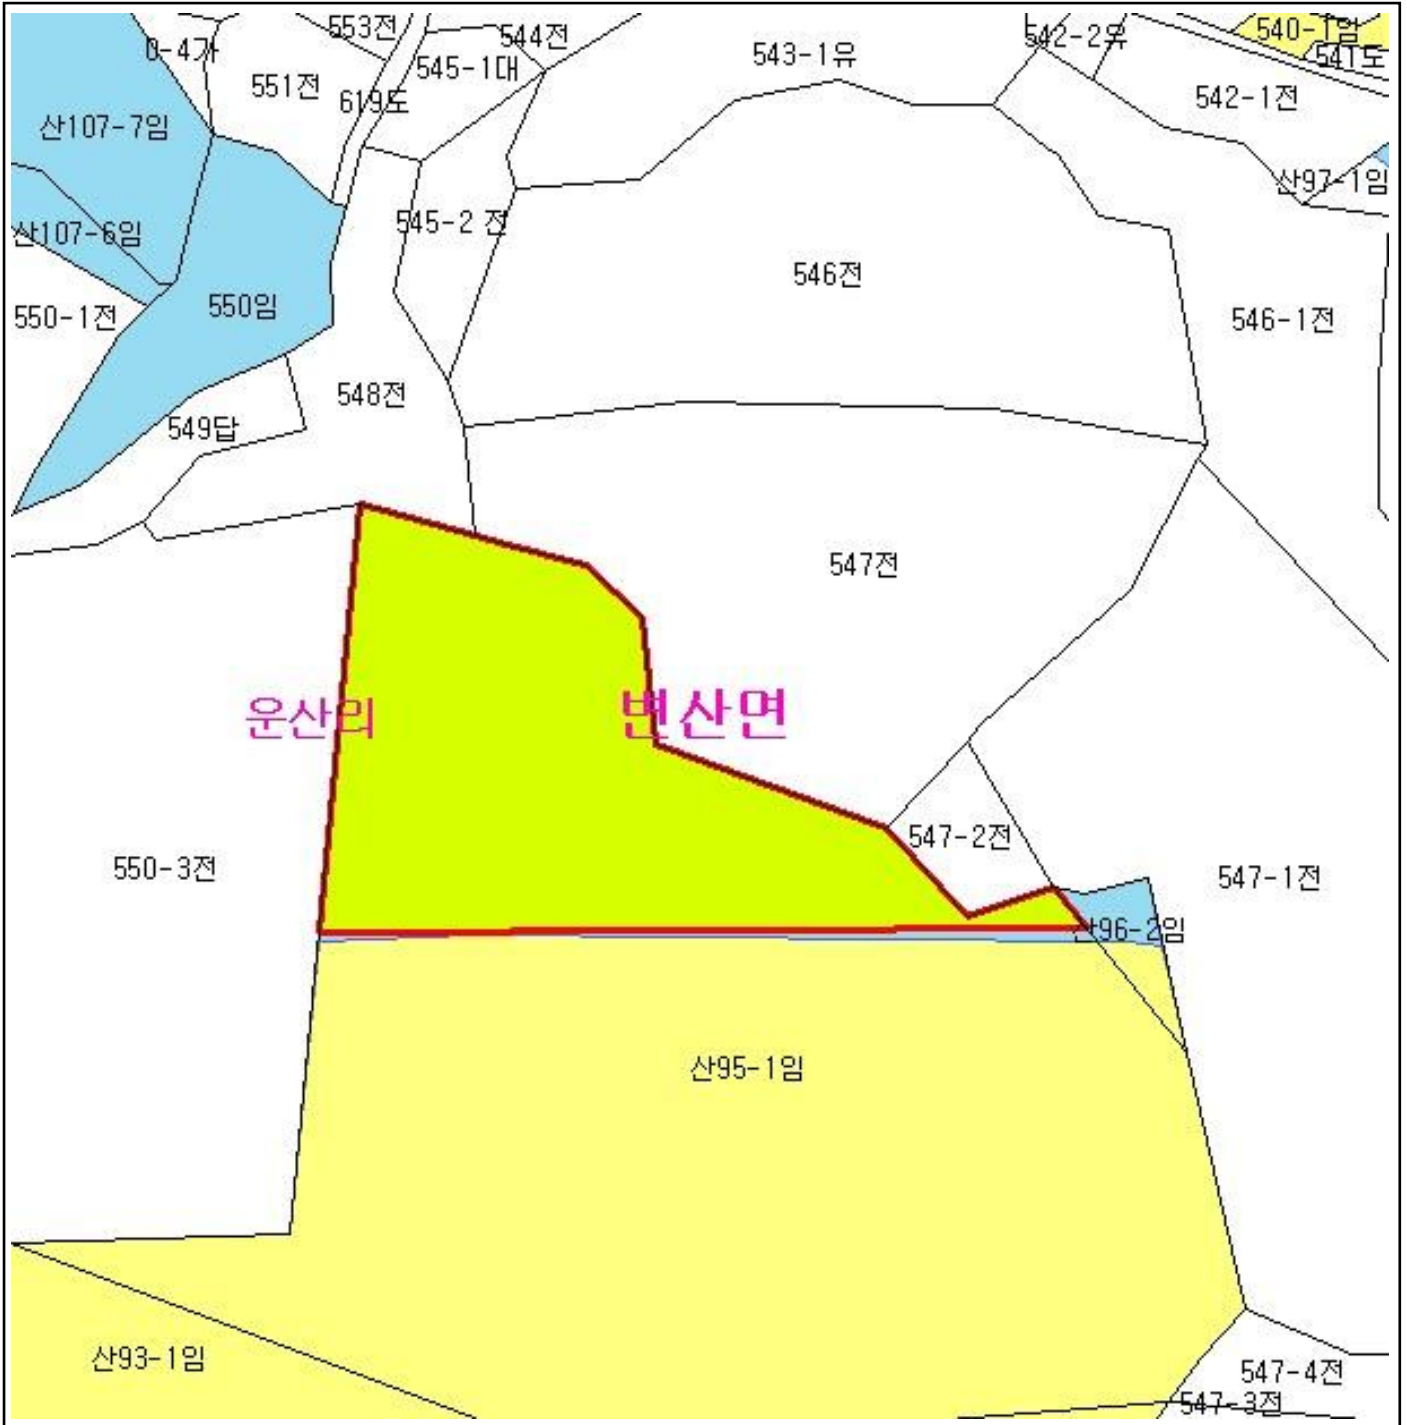 553전
544전
542-2유
540-1임
0-4가
545-1대
543-1유
541도
551전
619도
542-1전
산107-7임
산97-1임
산107-6임
545-2 전
546전
550임
550-1전
546-1전
548전
549답
547전
운산리
변산면
547-2전
550-3전
547-1전
산96-2임
산95-1임
산93-1임
547-4전
547-3전